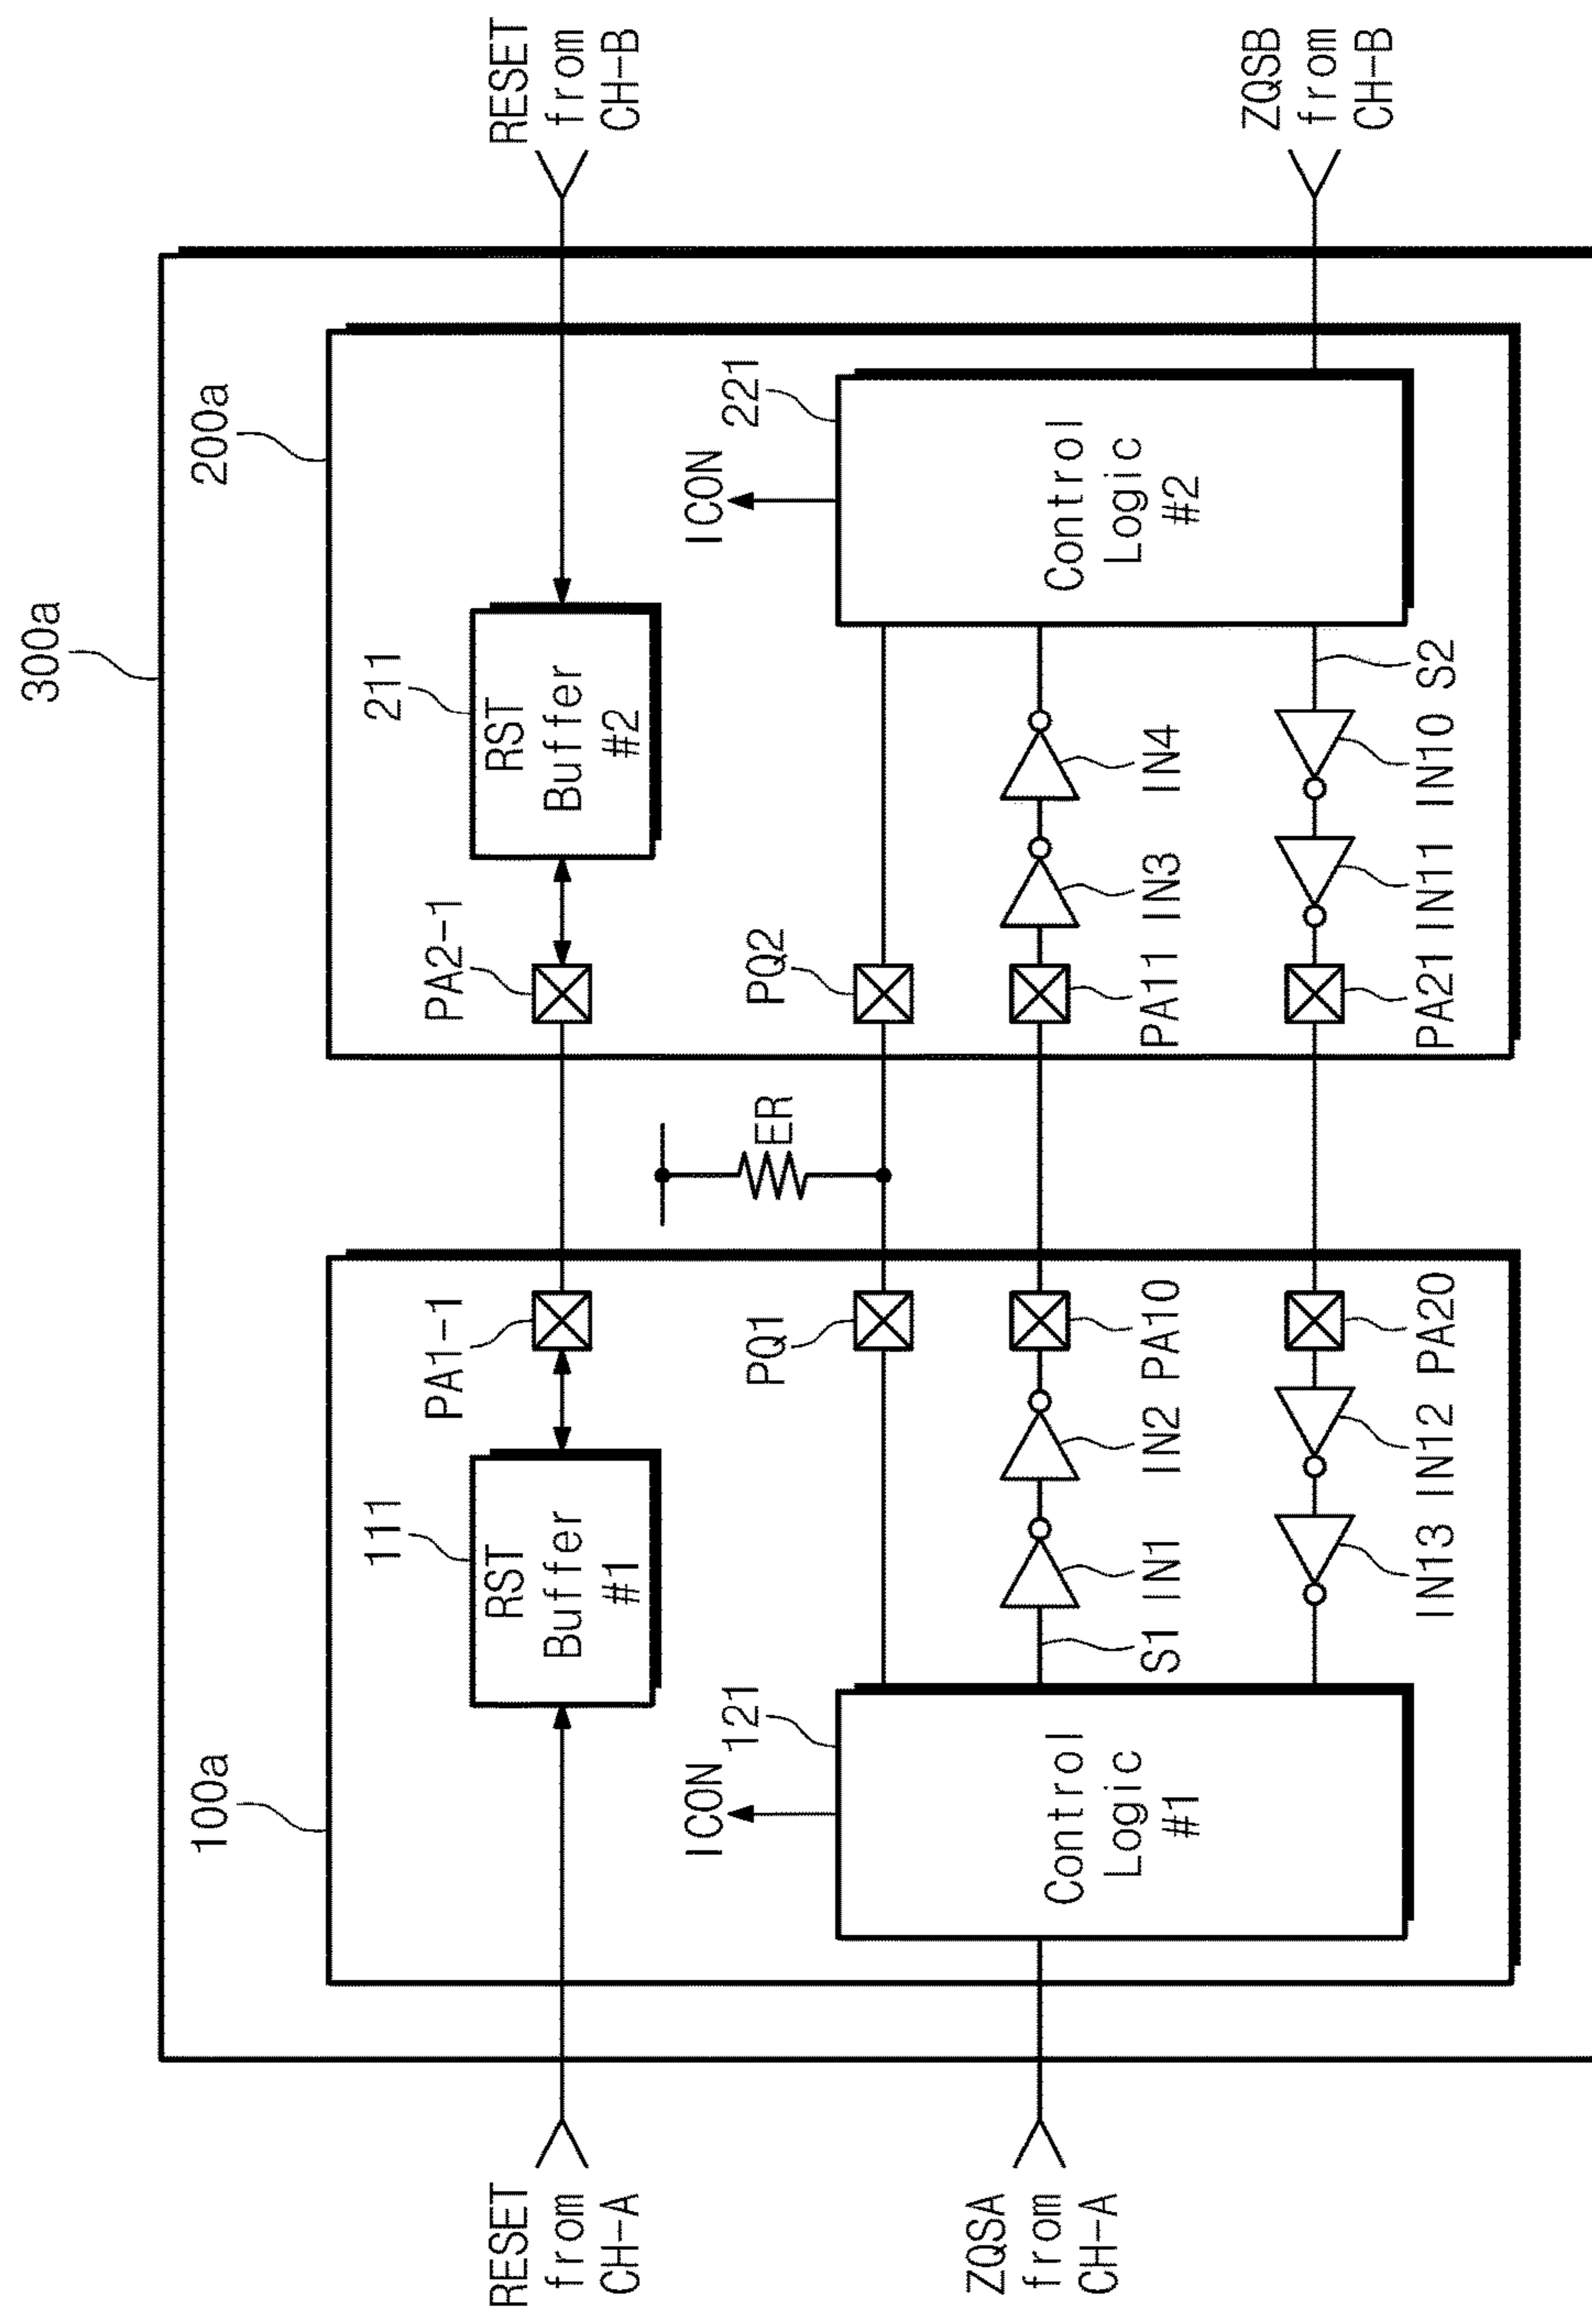 300a
100a
200a
RESET
from
CH-A
111
RST
Buffer
#1
PA1-1
PA2-1
211
RST
Buffer
#2
RESET
from
CH-B
ICON
121
PQ1
ER
PQ2
ICON
221
ZQSA
from
CH-A
Control
Logic
#1
S1
IN1
IN2
PA10
PA11
IN3
IN4
Control
Logic
#2
ZQSB
from
CH-B
IN13
IN12
PA20
PA21
IN11
IN10
S2